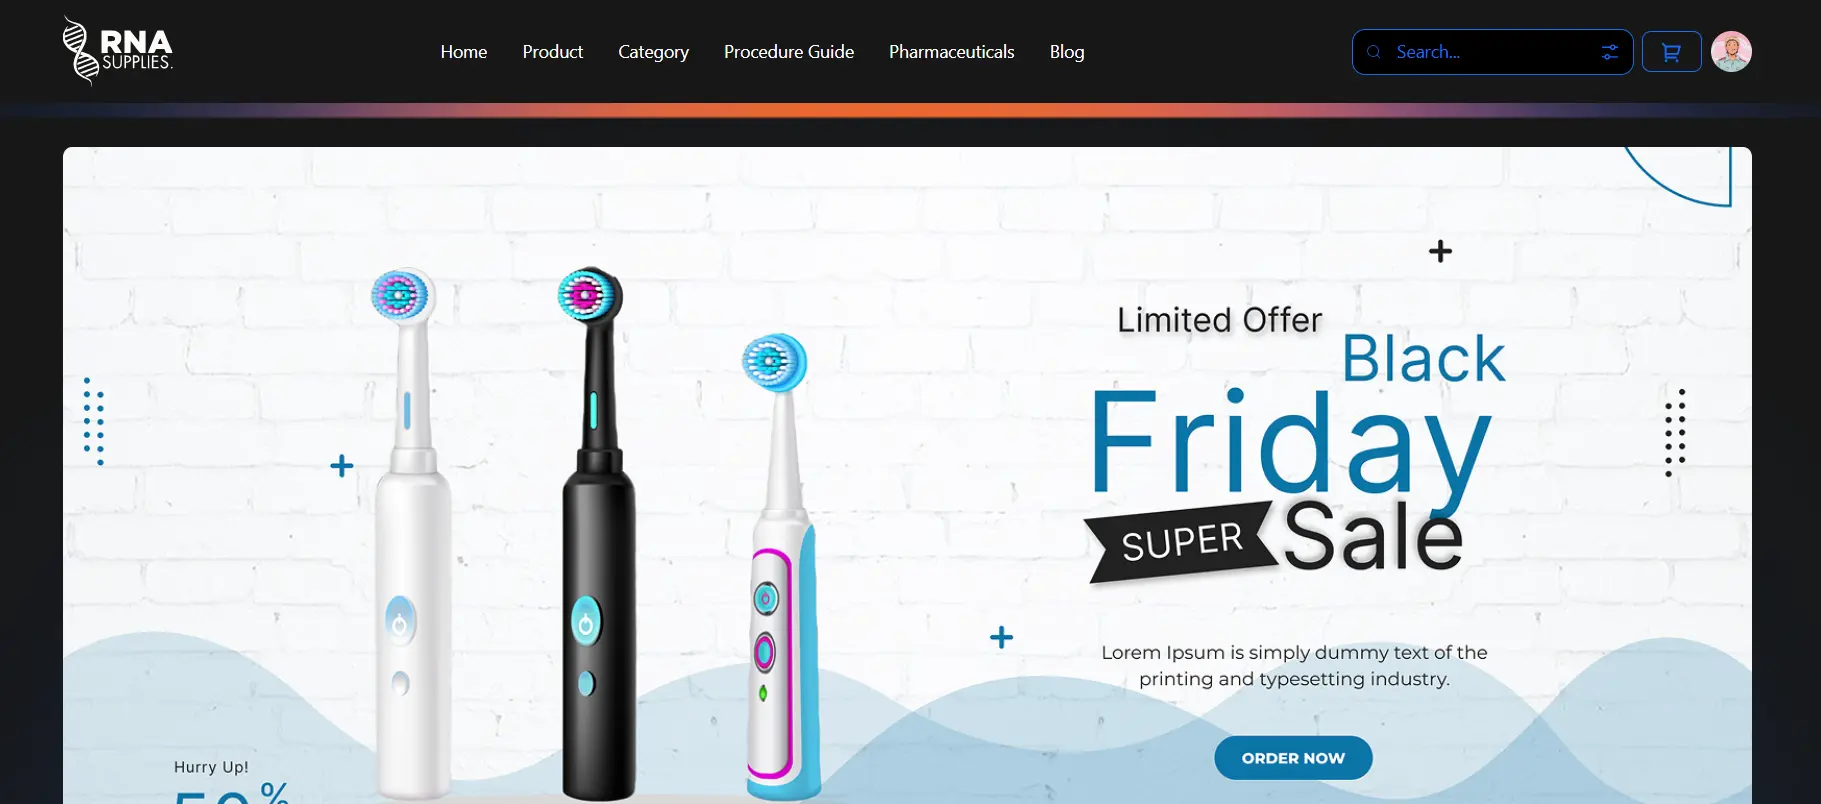 RNA
SUPPLIES.
Home Product Category Procedure Guide Pharmaceuticals Blog
Search...
Limited Offer
Black
Friday
SUPER Sale
Lorem Ipsum is simply dummy text of the
printing and typesetting industry.
ORDER NOW
Hurry Up!
50%